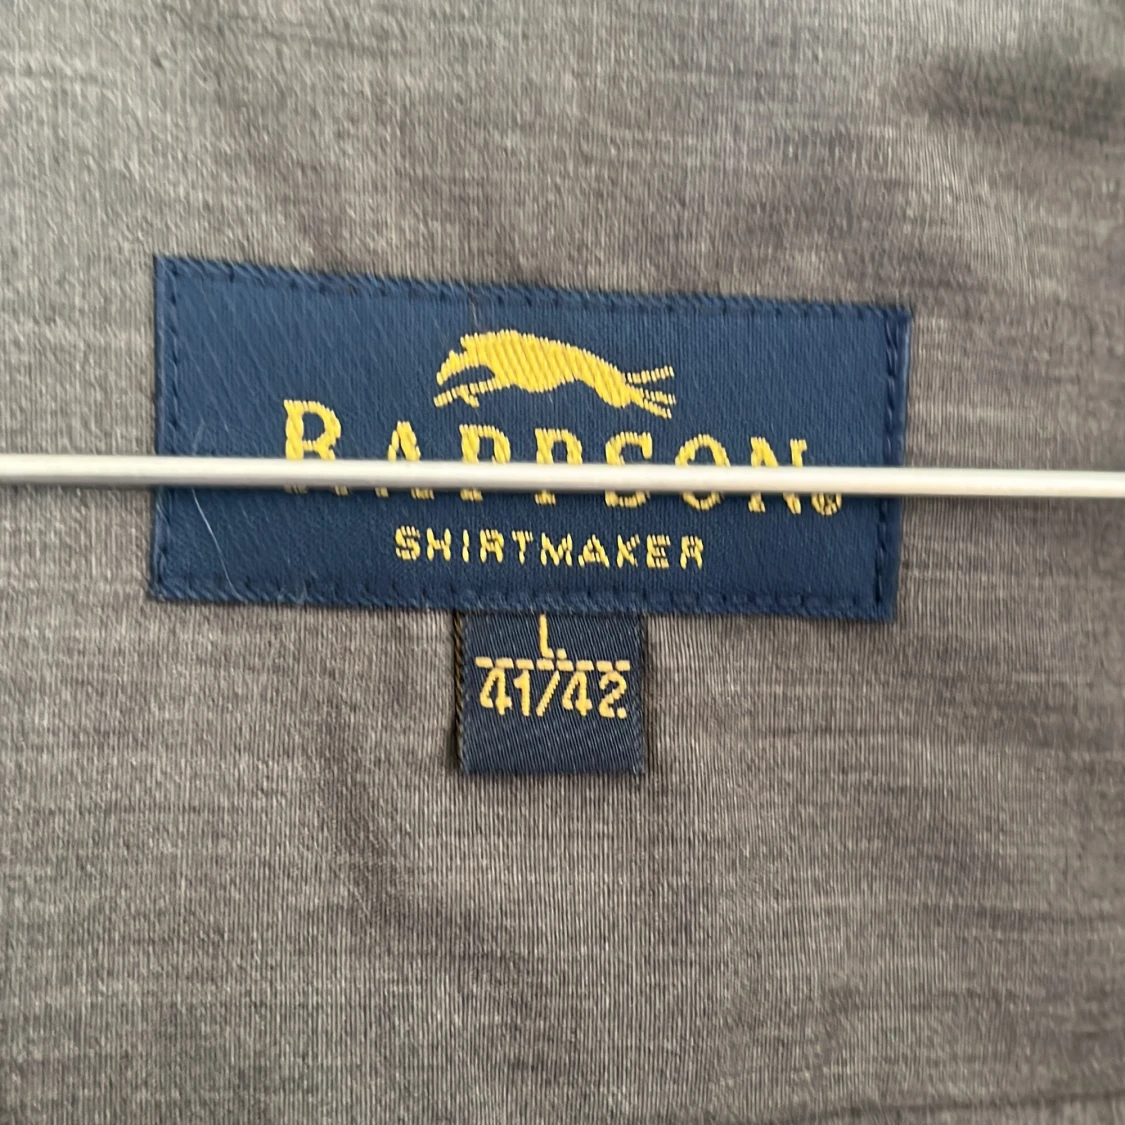 RAPPSON®
SHIRTMAKER
L
41/42